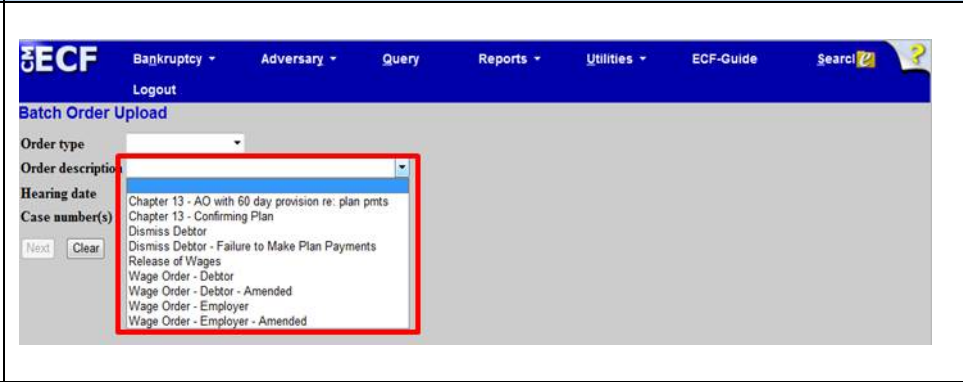 CM ECF Bankruptcy Adversary Query Reports Utilities ECF-Guide Searcl ?
Logout
Batch Order Upload
Order type
Order description
Hearing date
Case number(s)
Next Clear
Chapter 13 - AO with 60 day provision re: plan pmts
Chapter 13 - Confirming Plan
Dismiss Debtor
Dismiss Debtor - Failure to Make Plan Payments
Release of Wages
Wage Order - Debtor
Wage Order - Debtor - Amended
Wage Order - Employer
Wage Order - Employer - Amended